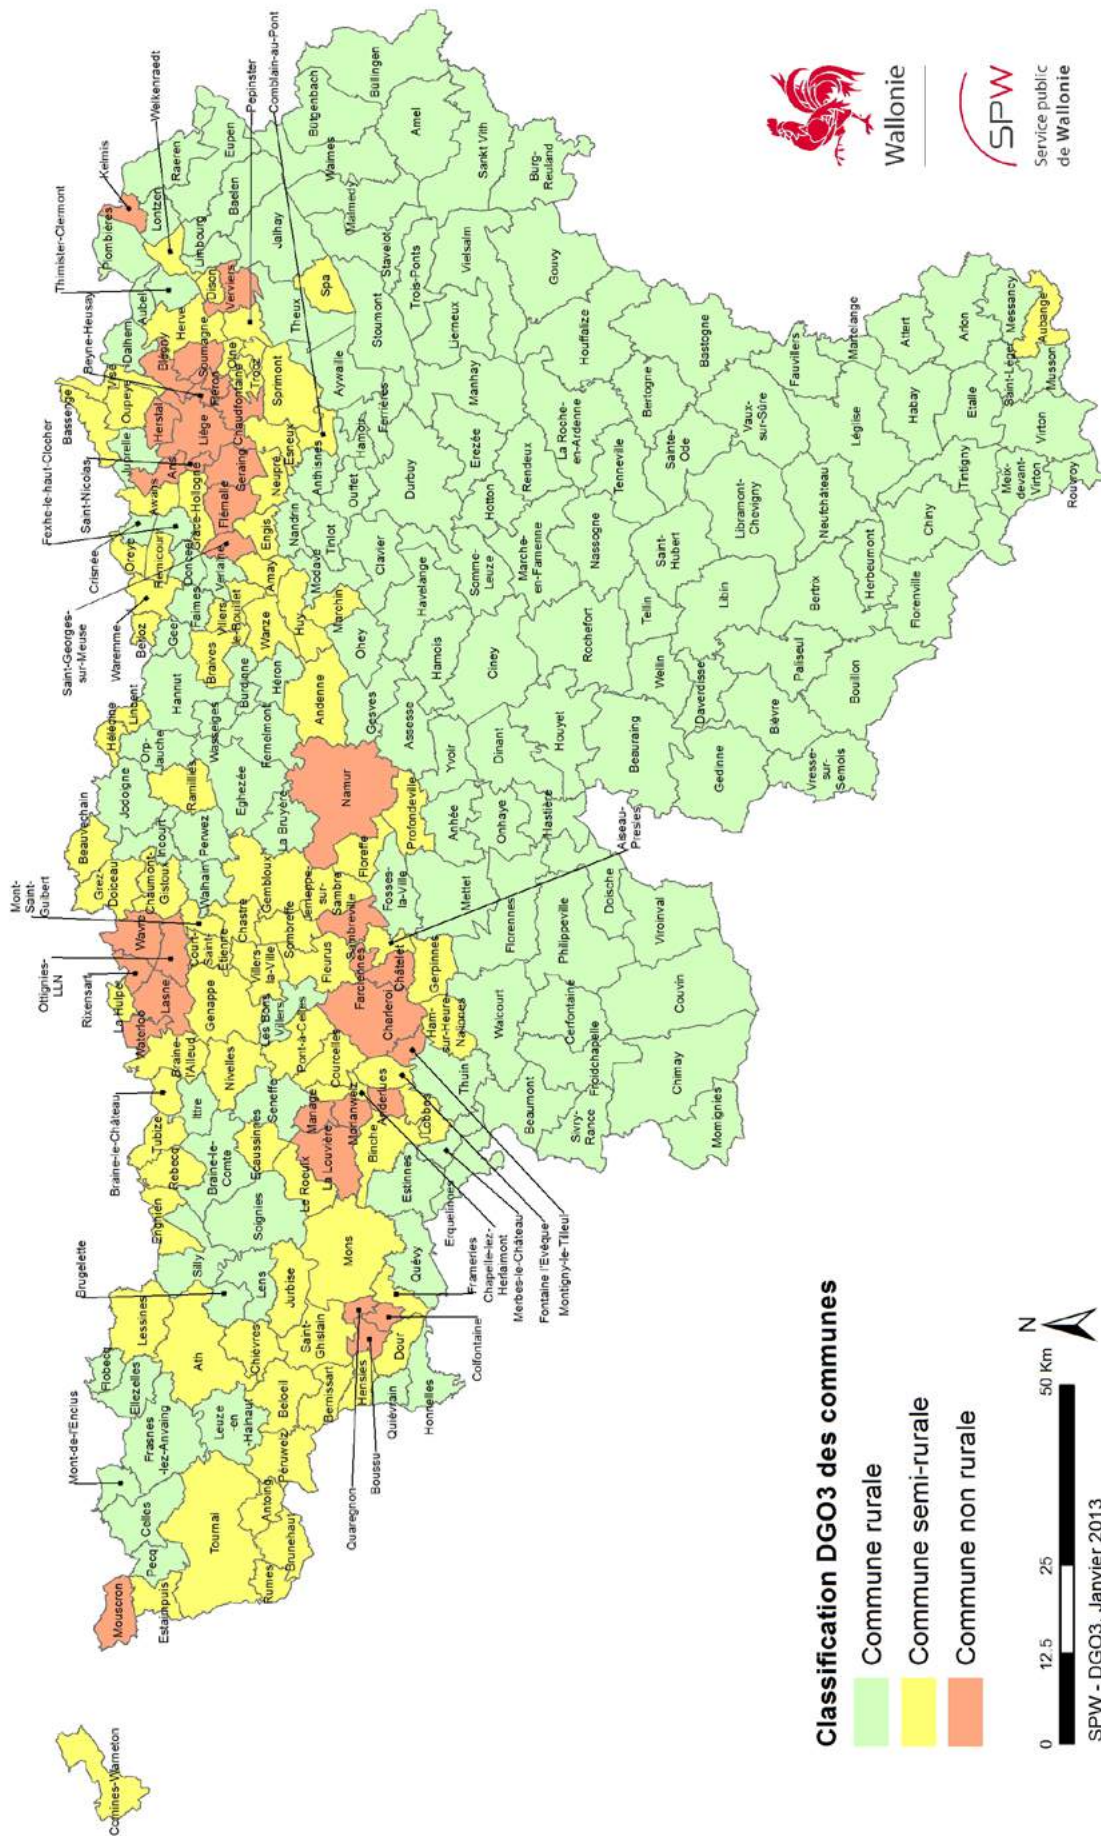 Comines-Warneton
Mouscron
Estaimpuis
Pecq
Celles
Mont-de-l'Enclus
Frasnes
-lez-Anvaing
Ellezelles
Flobecq
Lessines
Tournai
Rumes
Brunehaut
Antoing
Péruwelz
Leuze
-en
-Hainaut
Ath
Chièvres
Beloeil
Bernissart
Brugelette
Silly
Enghien
Lens
Jurbise
Saint-
Ghislain
Hensies
Quiévrain
Honnelles
Dour
Quaregnon
Boussu
Colfontaine
Frameries
Mons
Quévy
Soignies
Braine-le-
Comte
Rebecq
Tubize
Braine-le-Château
Ittre
Ecaussinnes
Seneffe
Le Roeulx
La Louvière
Manage
Morlanwelz
Chapelle-lez-
Herlaimont
Binche
Estinnes
Erquelinnes
Merbes-le-Château
Anderlues
Lobbes
Fontaine l'Evêque
Montigny-le-Tilleul
Thuin
Beaumont
Sivry-
Rance
Froidchapelle
Chimay
Momignies
Braine-
l'Alleud
Waterloo
La Hulpe
Rixensart
Lasne
Ottignies-
LLN
Wavre
Mont-
Saint-
Guibert
Court-
Saint-
Etienne
Genappe
Nivelles
Villers-
la-Ville
Chastre
Walhain
Chaumont-
Gistoux
Grez-
Doiceau
Beauvechain
Incourt
Jodoigne
Perwez
Ramillies
Orp-
Jauche
Hélécine
Les Bons
Villers
Pont-à-Celles
Courcelles
Charleroi
Châtelet
Farciennes
Fleurus
Aiseau-
Presles
Gerpinnes
Ham-
sur-Heure
Nalinnes
Sombreffe
Gembloux
Jemeppe-
sur-
Sambre
Sambreville
Floreffe
Fosses-
la-Ville
Mettet
Profondeville
Namur
La Bruyère
Eghezée
Fernelmont
Andenne
Gesves
Assesse
Ohey
Yvoir
Anhée
Onhaye
Dinant
Hastière
Houyet
Ciney
Hamois
Havelange
Somme-
Leuze
Rochefort
Beauraing
Gedinne
Bièvre
Vresse-
sur-
Semois
Walcourt
Florennes
Philippeville
Cerfontaine
Doische
Viroinval
Couvin
Lincent
Hannut
Wasseiges
Burdinne
Héron
Braives
Geer
Berloz
Waremme
Oreye
Crisnée
Remicourt
Faimes
Donceel
Fexhe-le-haut-Clocher
Verlaine
Villers-
le-Bouillet
Wanze
Huy
Amay
Saint-Georges-
sur-Meuse
Engis
Marchin
Modave
Nandrin
Tinlot
Clavier
Ouffet
Anthisnes
Hamoir
Ferrières
Comblain-au-Pont
Awans
Grâce-Hollogne
Flémalle
Seraing
Neupre
Esneux
Saint-Nicolas
Ans
Juprelle
Bassenge
Oupeye
Visé
Herstal
Liège
Beyne-Heusay
Fléron
Chaudfontaine
Trooz
Sprimont
Aywaille
Dalhem
Blegny
Soumagne
Olne
Pepinster
Theux
Aubel
Herve
Thimister-Clermont
Dison
Verviers
Limbourg
Welkenraedt
Plombières
Kelmis
Lontzen
Raeren
Eupen
Baelen
Jalhay
Spa
Stoumont
Stavelot
Malmedy
Waimes
Bütgenbach
Büllingen
Amel
Sankt Vith
Burg-
Reuland
Trois-Ponts
Lierneux
Vielsalm
Gouvy
Durbuy
Erezée
Manhay
Hotton
Rendeux
La Roche-
en-Ardenne
Houffalize
Marche-
en-Famenne
Nassogne
Tenneville
Bertogne
Bastogne
Sainte-
Ode
Vaux-
sur-Sûre
Fauvillers
Martelange
Saint-
Hubert
Tellin
Wellin
Daverdisse
Libin
Libramont-
Chevigny
Neufchâteau
Léglise
Paliseul
Bertrix
Bouillon
Herbeumont
Florenville
Chiny
Tintigny
Habay
Attert
Arlon
Etalle
Meix-
devant-
Virton
Rouvroy
Virton
Saint-Léger
Musson
Messancy
Aubange
Wallonie
SPW
Service public
de Wallonie
Classification DGO3 des communes
Commune rurale
Commune semi-rurale
Commune non rurale
N
0 12.5 25 50 Km
SPW - DGO3, Janvier 2013